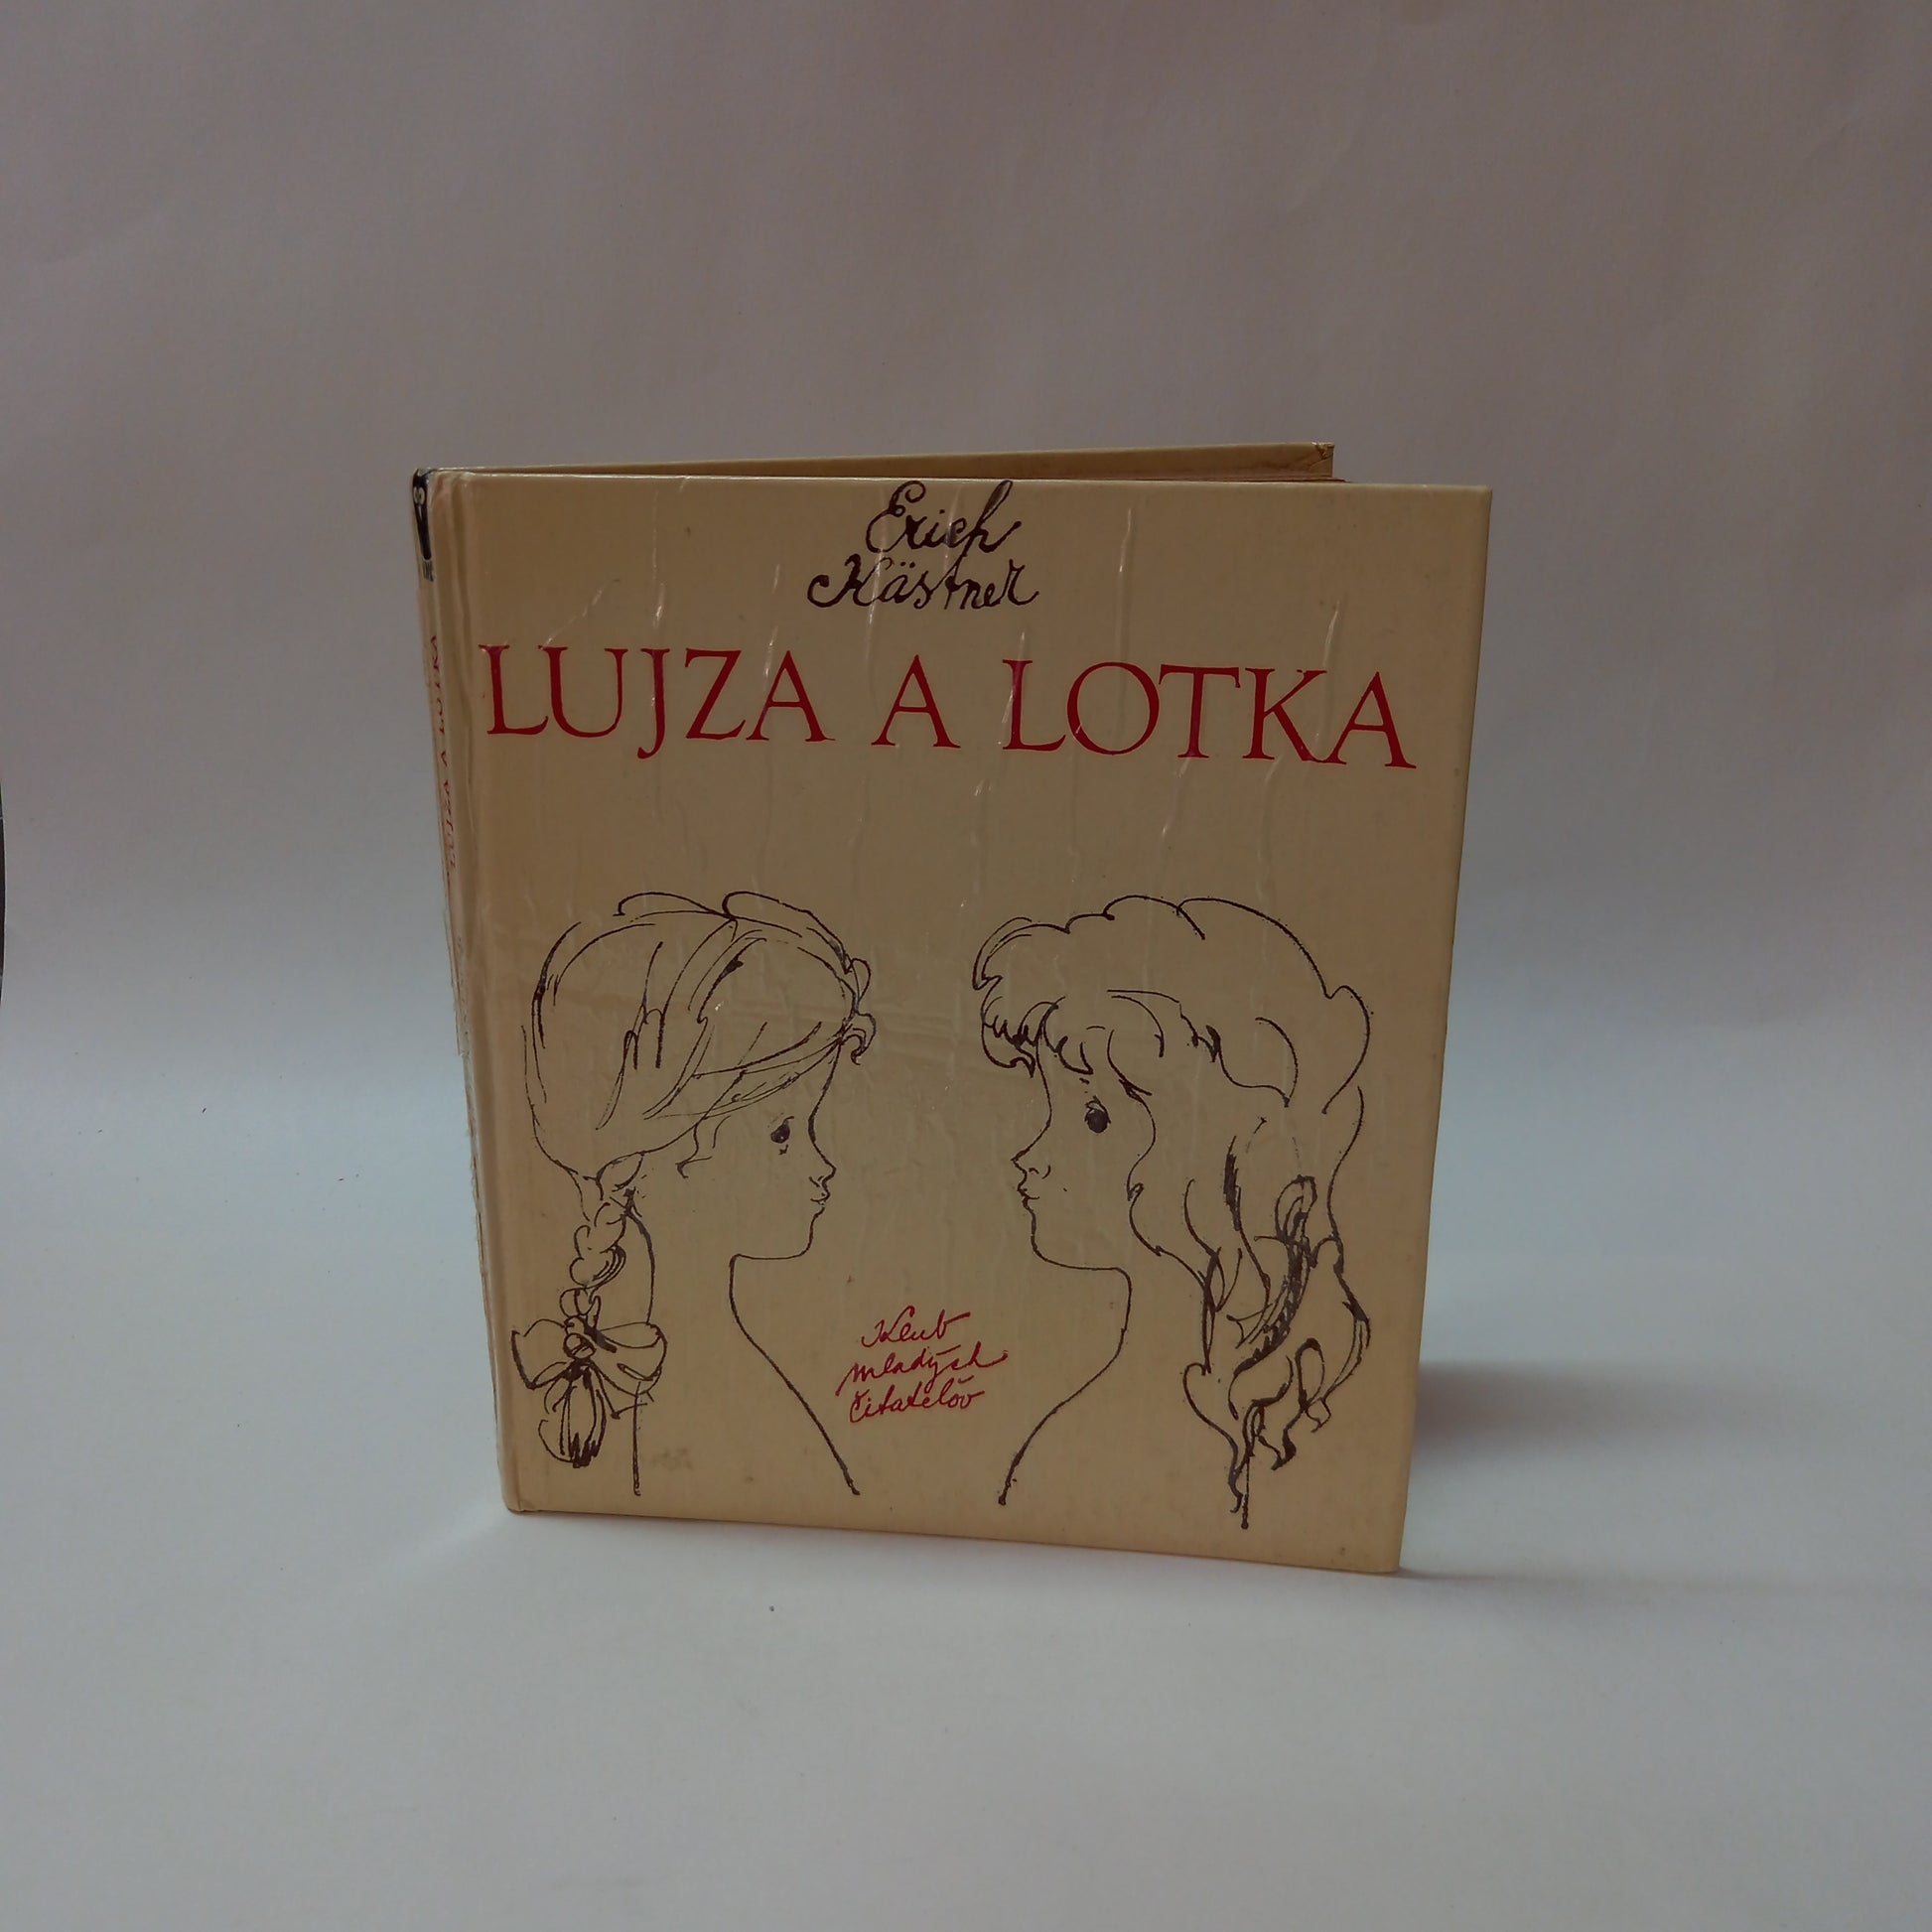 Erich
Kästner
LUJZA A LOTKA
Klub
mladých
čitateľov
LUJZA A LOTKA